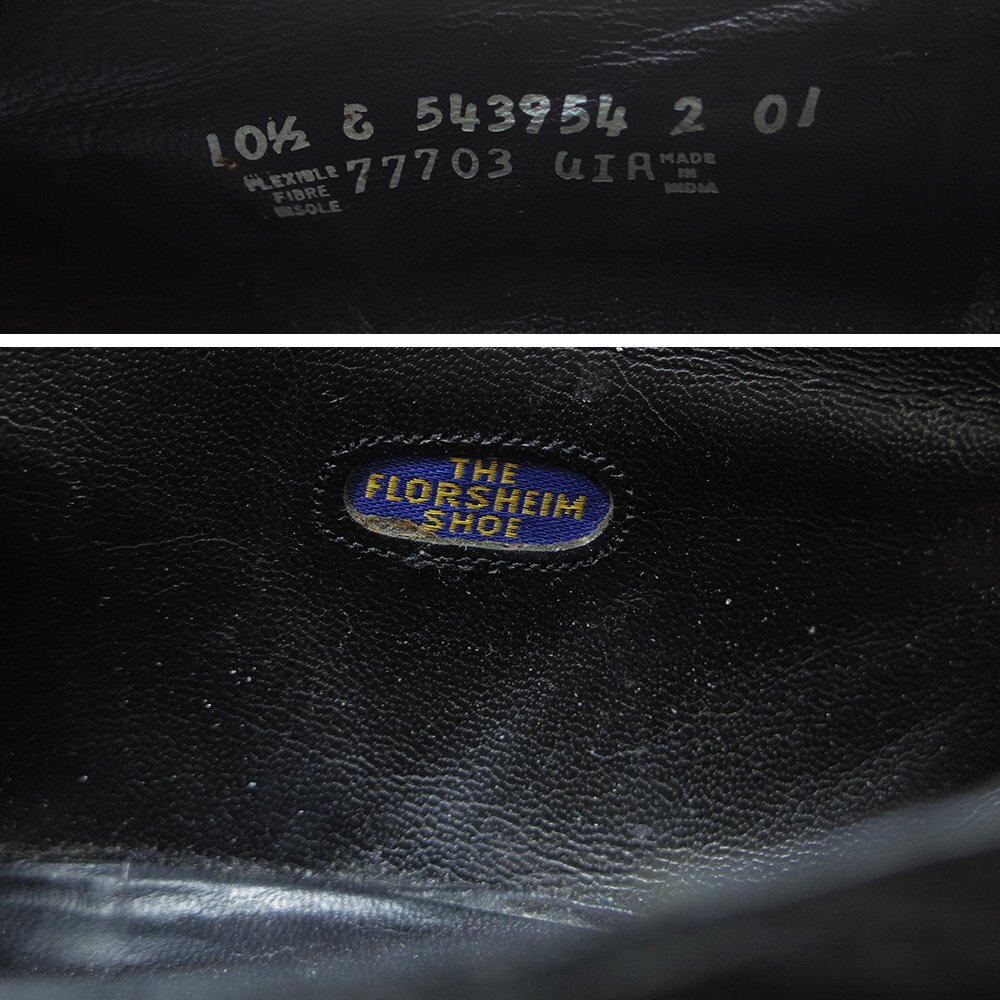 10½ E 543954 2 01
FLEXIBLE FIBRE INSOLE 77703 UIA MADE IN INDIA
THE
FLORSHEIM
SHOE